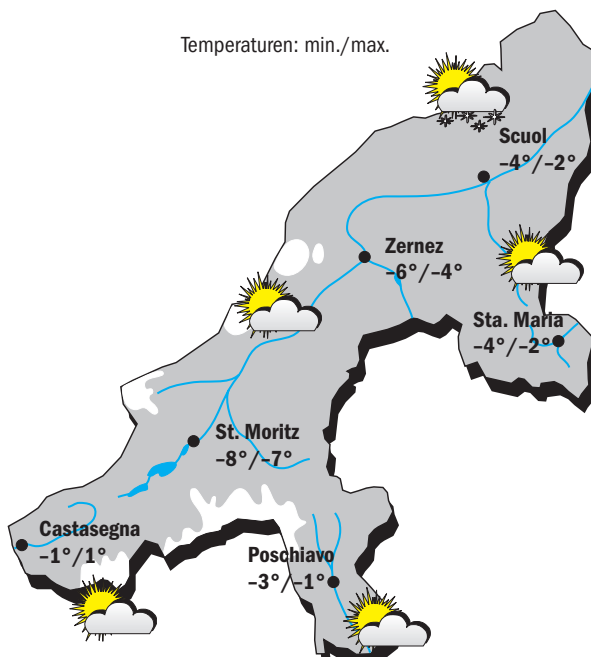 Temperaturen: min./max.
Scuol
–4°/–2°
Zernez
–6°/–4°
Sta. Maria
–4°/–2°
St. Moritz
–8°/–7°
Castasegna
–1°/1°
Poschiavo
–3°/–1°